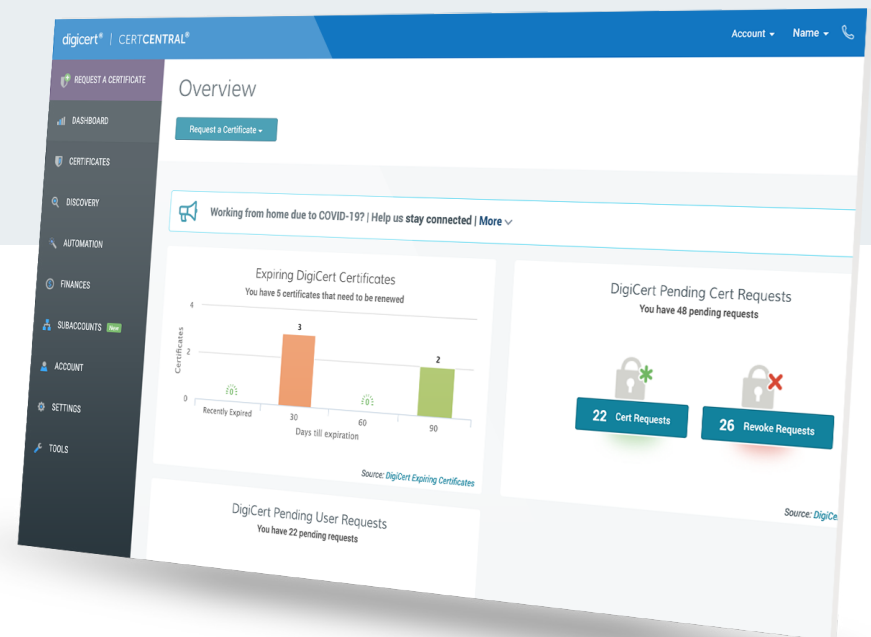 digicert® | CERTCENTRAL®
Account
Name
REQUEST A CERTIFICATE
DASHBOARD
CERTIFICATES
DISCOVERY
AUTOMATION
FINANCES
SUBACCOUNTS New
ACCOUNT
SETTINGS
TOOLS
Overview
Request a Certificate
Working from home due to COVID-19? | Help us stay connected | More
Expiring DigiCert Certificates
You have 5 certificates that need to be renewed
Certificates
4
2
0
0
3
0
2
Recently Expired
30
60
90
Days till expiration
Source: DigiCert Expiring Certificates
DigiCert Pending Cert Requests
You have 48 pending requests
22 Cert Requests
26 Revoke Requests
Source: DigiCe
DigiCert Pending User Requests
You have 22 pending requests